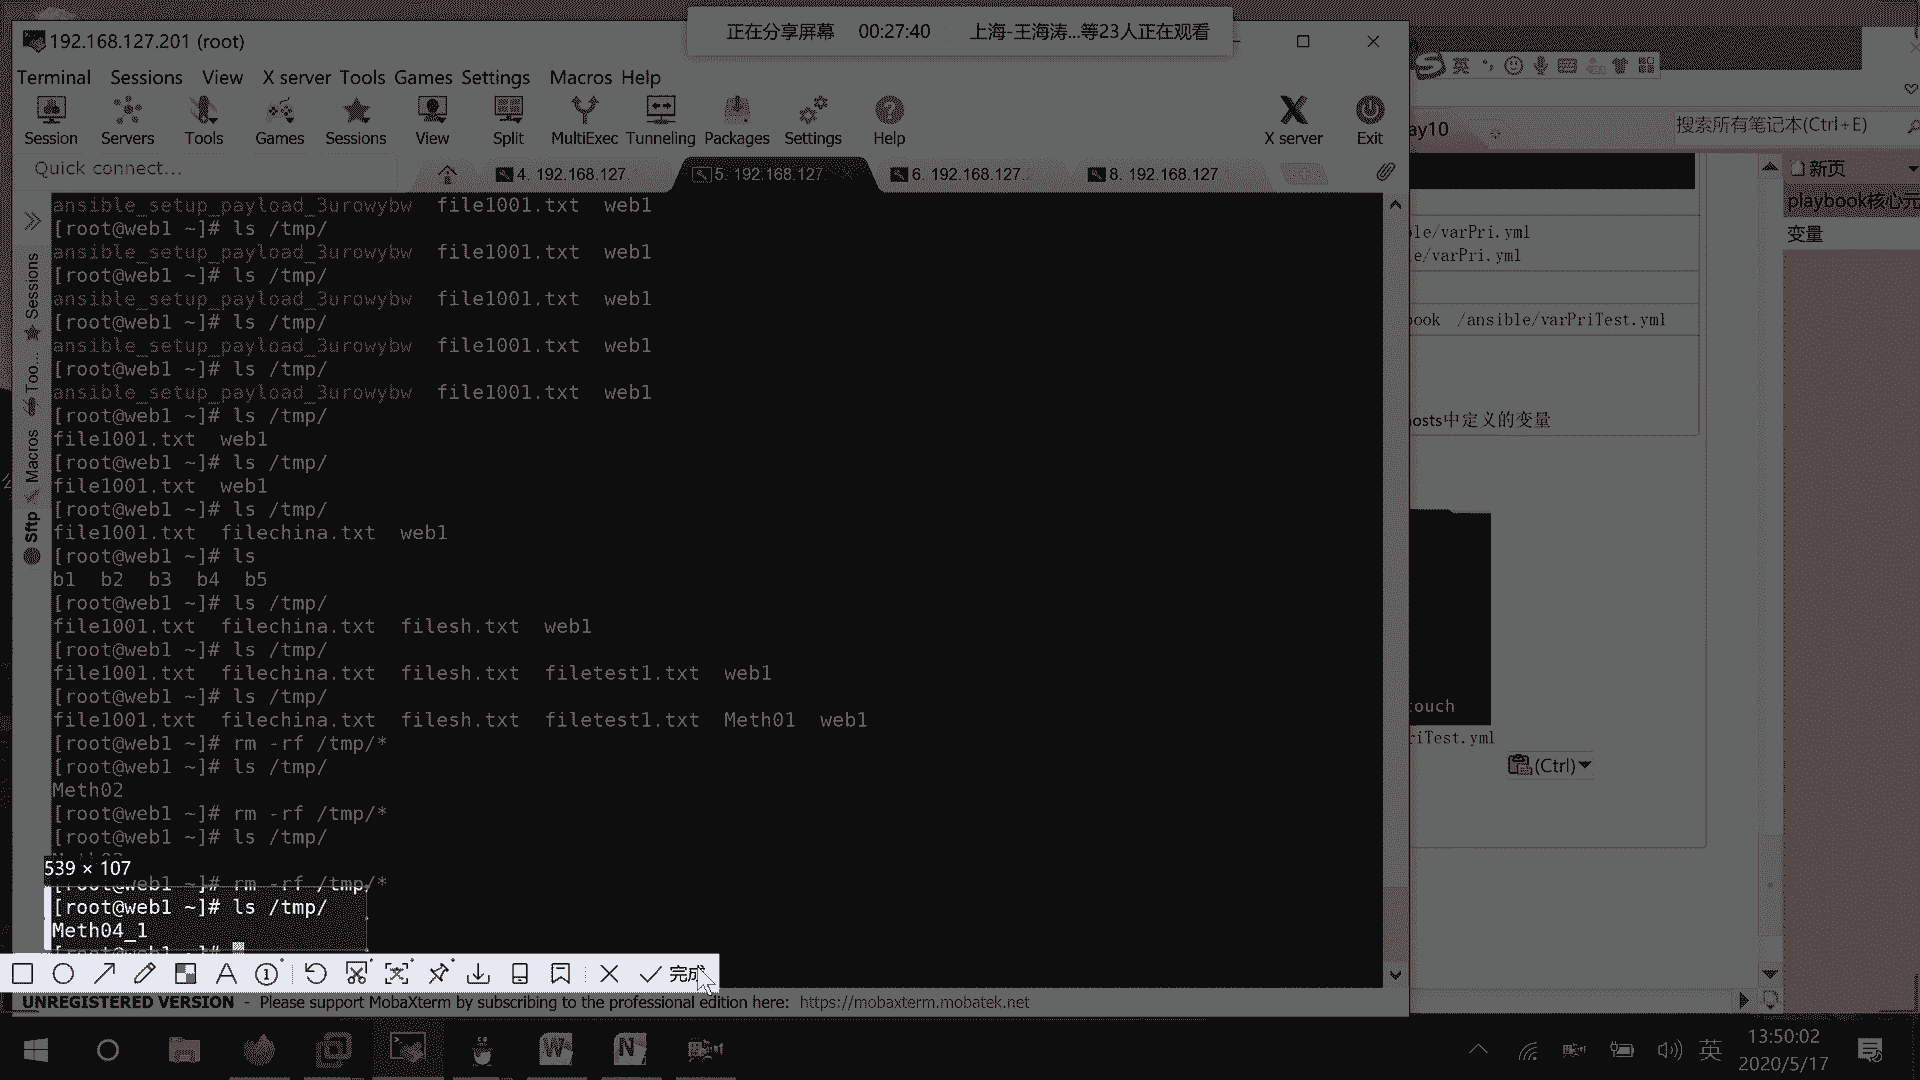 正在分享屏幕 00:27:40 上海-王海涛...等23人正在观看
192.168.127.201 (root)
Terminal Sessions View X server Tools Games Settings Macros Help
英
Session Servers Tools Games Sessions View Split MultiExec Tunneling Packages Settings Help X server Exit
ay10
搜索所有笔记本(Ctrl+E)
Quick connect...
4. 192.168.127. 5. 192.168.127. 6. 192.168.127. 8. 192.168.127
新页
playbook核心元
变量
Sessions
Too...
Macros
Sftp
ansible_setup_payload_3urowybw file1001.txt web1
[root@web1 ~]# ls /tmp/
ansible_setup_payload_3urowybw file1001.txt web1
[root@web1 ~]# ls /tmp/
ansible_setup_payload_3urowybw file1001.txt web1
[root@web1 ~]# ls /tmp/
ansible_setup_payload_3urowybw file1001.txt web1
[root@web1 ~]# ls /tmp/
ansible_setup_payload_3urowybw file1001.txt web1
[root@web1 ~]# ls /tmp/
file1001.txt web1
[root@web1 ~]# ls /tmp/
file1001.txt web1
[root@web1 ~]# ls /tmp/
file1001.txt filechina.txt web1
[root@web1 ~]# ls
b1 b2 b3 b4 b5
[root@web1 ~]# ls /tmp/
file1001.txt filechina.txt filesh.txt web1
[root@web1 ~]# ls /tmp/
file1001.txt filechina.txt filesh.txt filetest1.txt web1
[root@web1 ~]# ls /tmp/
file1001.txt filechina.txt filesh.txt filetest1.txt Meth01 web1
[root@web1 ~]# rm -rf /tmp/*
[root@web1 ~]# ls /tmp/
Meth02
[root@web1 ~]# rm -rf /tmp/*
[root@web1 ~]# ls /tmp/
539 × 107
[root@web1 ~]# rm -rf /tmp/*
[root@web1 ~]# ls /tmp/
Meth04_1
[root@web1 ~]#
完成
ble/varPri.yml
le/varPri.yml
book /ansible/varPriTest.yml
hosts中定义的变量
touch
riTest.yml
(Ctrl)
UNREGISTERED VERSION - Please support MobaXterm by subscribing to the professional edition here: https://mobaxterm.mobatek.net
英
13:50:02
2020/5/17